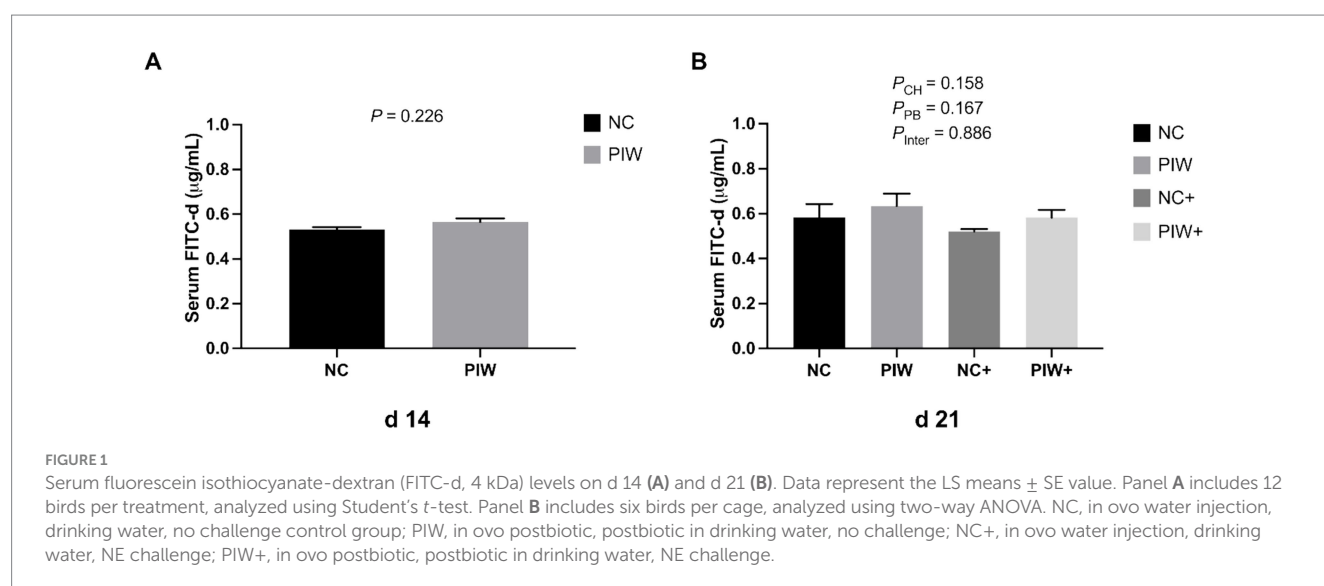 A
P = 0.226
1.0
0.8
0.6
0.4
0.2
0.0
Serum FITC-d (μg/mL)
NC
PIW
NC
PIW
d 14
B
P_CH = 0.158
P_PB = 0.167
P_Inter = 0.886
1.0
0.8
0.6
0.4
0.2
0.0
Serum FITC-d (μg/mL)
NC
PIW
NC+
PIW+
NC
PIW
NC+
PIW+
d 21
FIGURE 1
Serum fluorescein isothiocyanate-dextran (FITC-d, 4 kDa) levels on d 14 (A) and d 21 (B). Data represent the LS means ± SE value. Panel A includes 12
birds per treatment, analyzed using Student's t-test. Panel B includes six birds per cage, analyzed using two-way ANOVA. NC, in ovo water injection,
drinking water, no challenge control group; PIW, in ovo postbiotic, postbiotic in drinking water, no challenge; NC+, in ovo water injection, drinking
water, NE challenge; PIW+, in ovo postbiotic, postbiotic in drinking water, NE challenge.